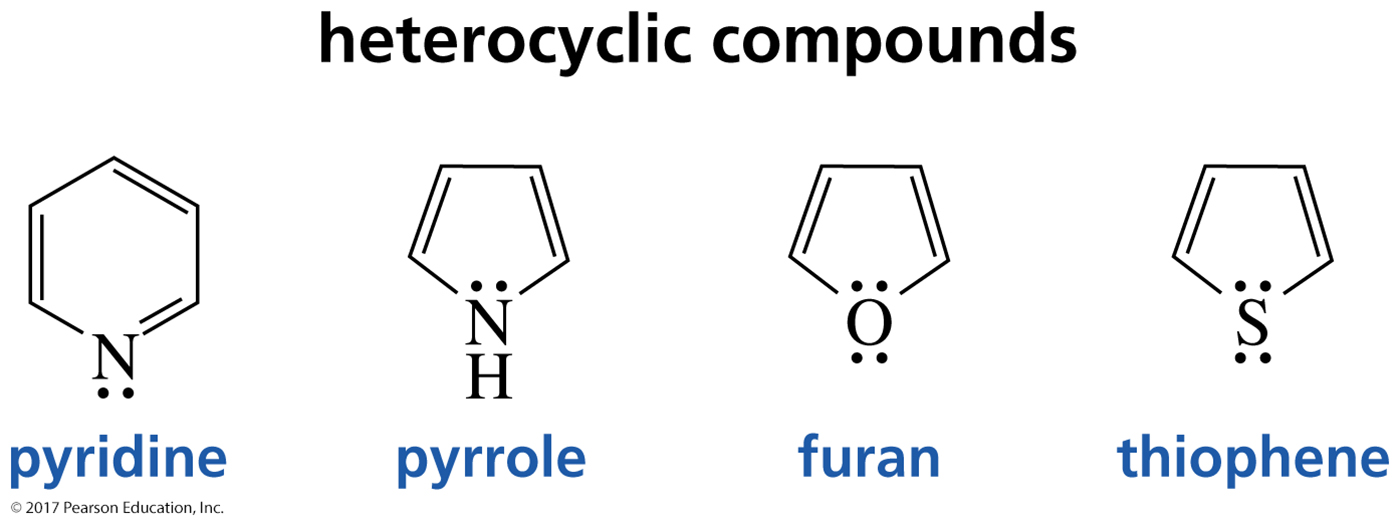 heterocyclic compounds
N
N
H
O
S
pyridine pyrrole furan thiophene
© 2017 Pearson Education, Inc.